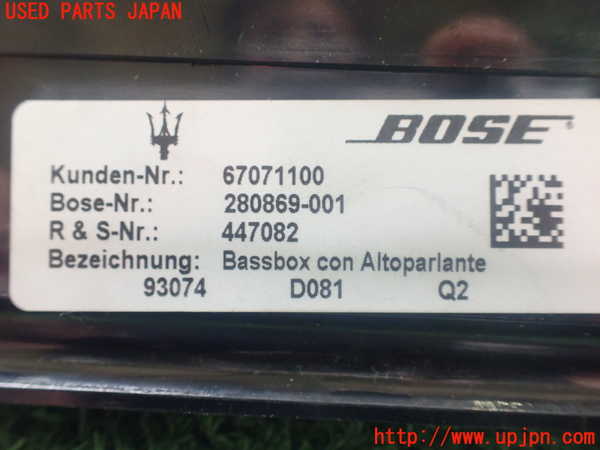 USED PARTS JAPAN
BOSE®
Kunden-Nr.: 67071100
Bose-Nr.: 280869-001
R & S-Nr.: 447082
Bezeichnung: Bassbox con Altoparlante
93074 D081 Q2
http://www.upjpn.com/